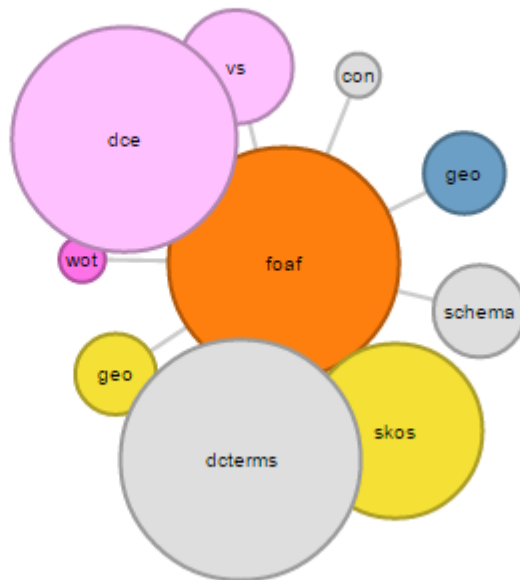 vs
con
dce
geo
wot
foaf
schema
geo
skos
dcterms